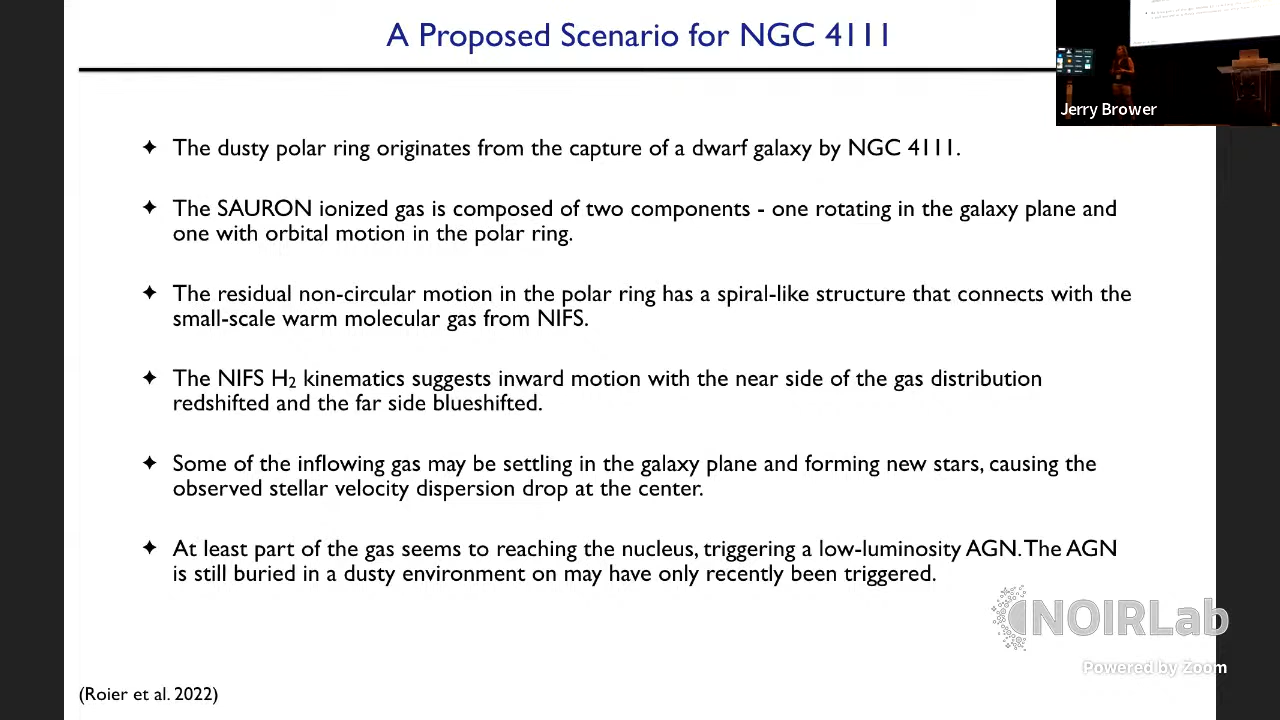 A Proposed Scenario for NGC 4111
Jerry Brower
✦ The dusty polar ring originates from the capture of a dwarf galaxy by NGC 4111.
✦ The SAURON ionized gas is composed of two components - one rotating in the galaxy plane and
one with orbital motion in the polar ring.
✦ The residual non-circular motion in the polar ring has a spiral-like structure that connects with the
small-scale warm molecular gas from NIFS.
✦ The NIFS H₂ kinematics suggests inward motion with the near side of the gas distribution
redshifted and the far side blueshifted.
✦ Some of the inflowing gas may be settling in the galaxy plane and forming new stars, causing the
observed stellar velocity dispersion drop at the center.
✦ At least part of the gas seems to reaching the nucleus, triggering a low-luminosity AGN. The AGN
is still buried in a dusty environment on may have only recently been triggered.
NOIRLab
Powered by Zoom
(Roier et al. 2022)